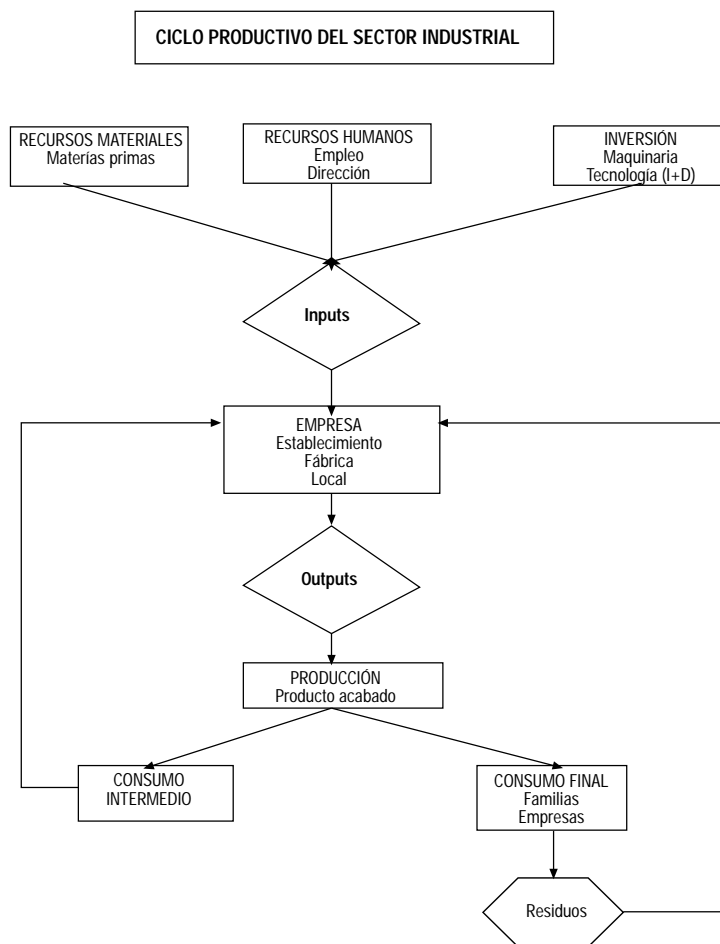 CICLO PRODUCTIVO DEL SECTOR INDUSTRIAL
RECURSOS MATERIALES
Materías primas
RECURSOS HUMANOS
Empleo
Dirección
INVERSIÓN
Maquinaria
Tecnología (I+D)
Inputs
EMPRESA
Establecimiento
Fábrica
Local
Outputs
PRODUCCIÓN
Producto acabado
CONSUMO
INTERMEDIO
CONSUMO FINAL
Familias
Empresas
Residuos